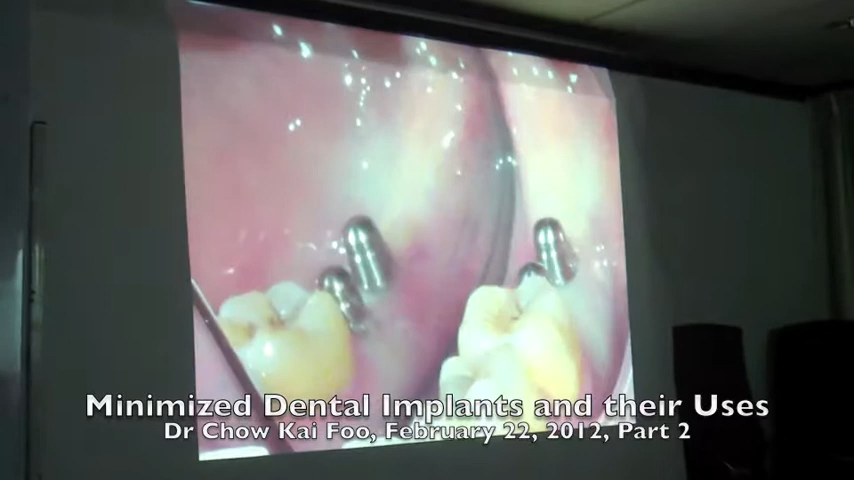 Minimized Dental Implants and their Uses
Dr Chow Kai Foo, February 22, 2012, Part 2